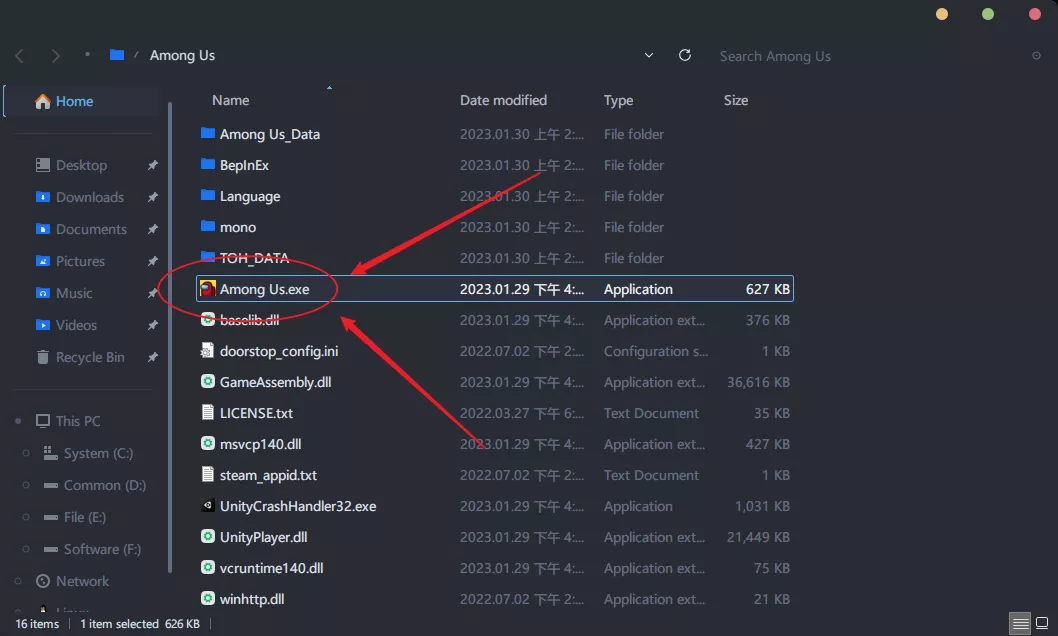 Among Us
Search Among Us
Home
Desktop
Downloads
Documents
Pictures
Music
Videos
Recycle Bin
This PC
System (C:)
Common (D:)
File (E:)
Software (F:)
Network
Name Date modified Type Size
Among Us_Data 2023.01.30 上午 2:... File folder
BepInEx 2023.01.30 上午 2:... File folder
Language 2023.01.30 上午 2:... File folder
mono 2023.01.30 上午 2:... File folder
TOH_DATA 2023.01.30 上午 2:... File folder
Among Us.exe 2023.01.29 下午 4:... Application 627 KB
baselib.dll 2023.01.29 下午 4:... Application ext... 376 KB
doorstop_config.ini 2022.07.02 下午 2:... Configuration s... 1 KB
GameAssembly.dll 2023.01.29 下午 4:... Application ext... 36,616 KB
LICENSE.txt 2022.03.27 下午 6:... Text Document 35 KB
msvcp140.dll 2023.01.29 下午 4:... Application ext... 427 KB
steam_appid.txt 2022.07.02 下午 2:... Text Document 1 KB
UnityCrashHandler32.exe 2023.01.29 下午 4:... Application 1,031 KB
UnityPlayer.dll 2023.01.29 下午 4:... Application ext... 21,449 KB
vcruntime140.dll 2023.01.29 下午 4:... Application ext... 75 KB
winhttp.dll 2022.07.02 下午 2:... Application ext... 21 KB
16 items 1 item selected 626 KB